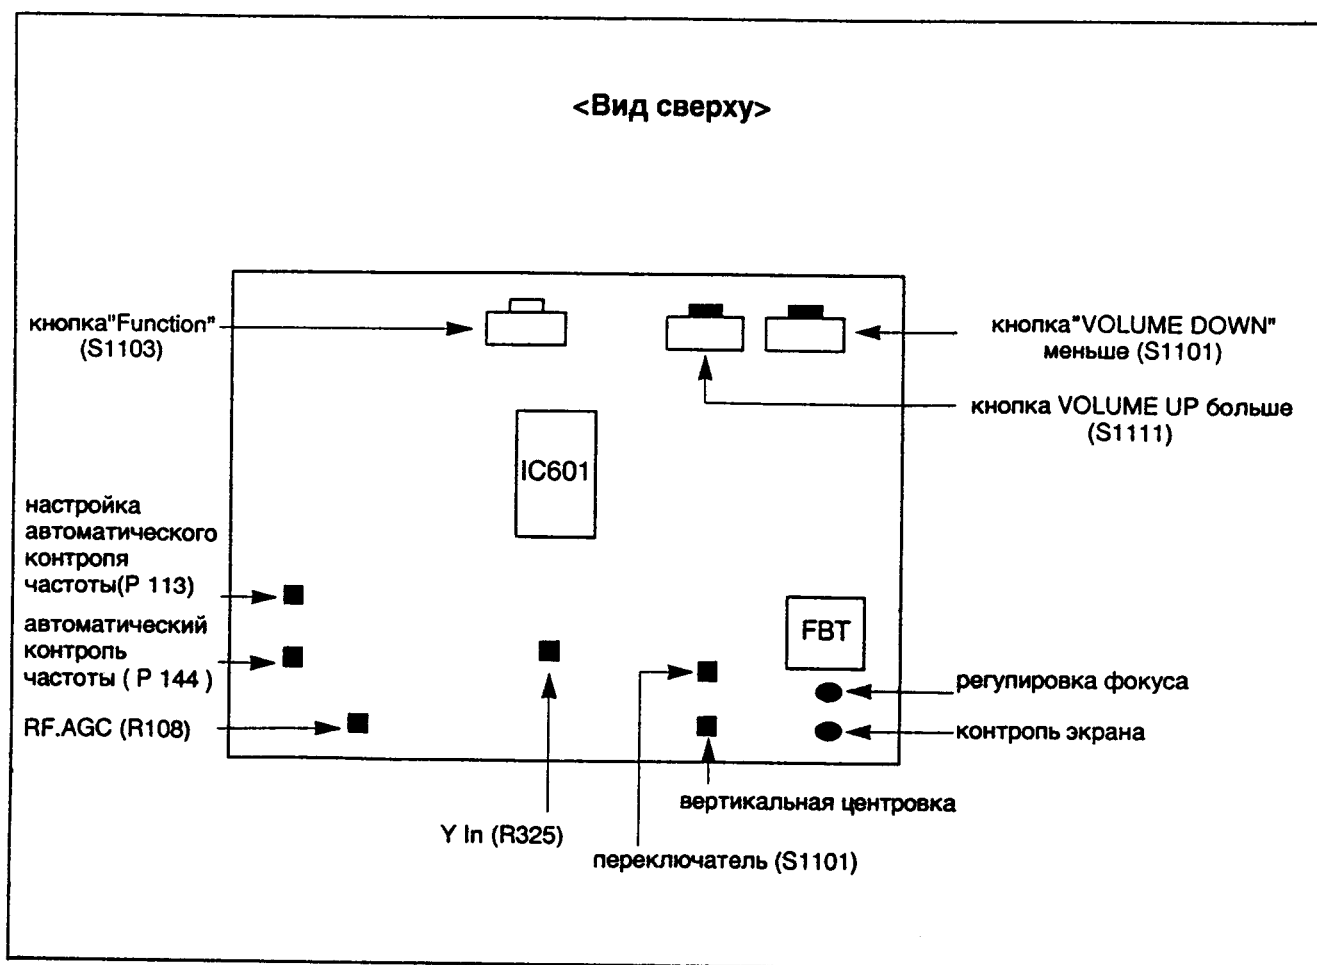 <Вид сверху>
кнопка"Function"
(S1103)
кнопка"VOLUME DOWN"
меньше (S1101)
кнопка VOLUME UP больше
(S1111)
IC601
настройка
автоматического
контропя
частоты(P 113)
автоматический
контропь
частоты ( P 144 )
RF.AGC (R108)
FBT
регупировка фокуса
контропь экрана
вертикальная центровка
Y In (R325)
переключатель (S1101)